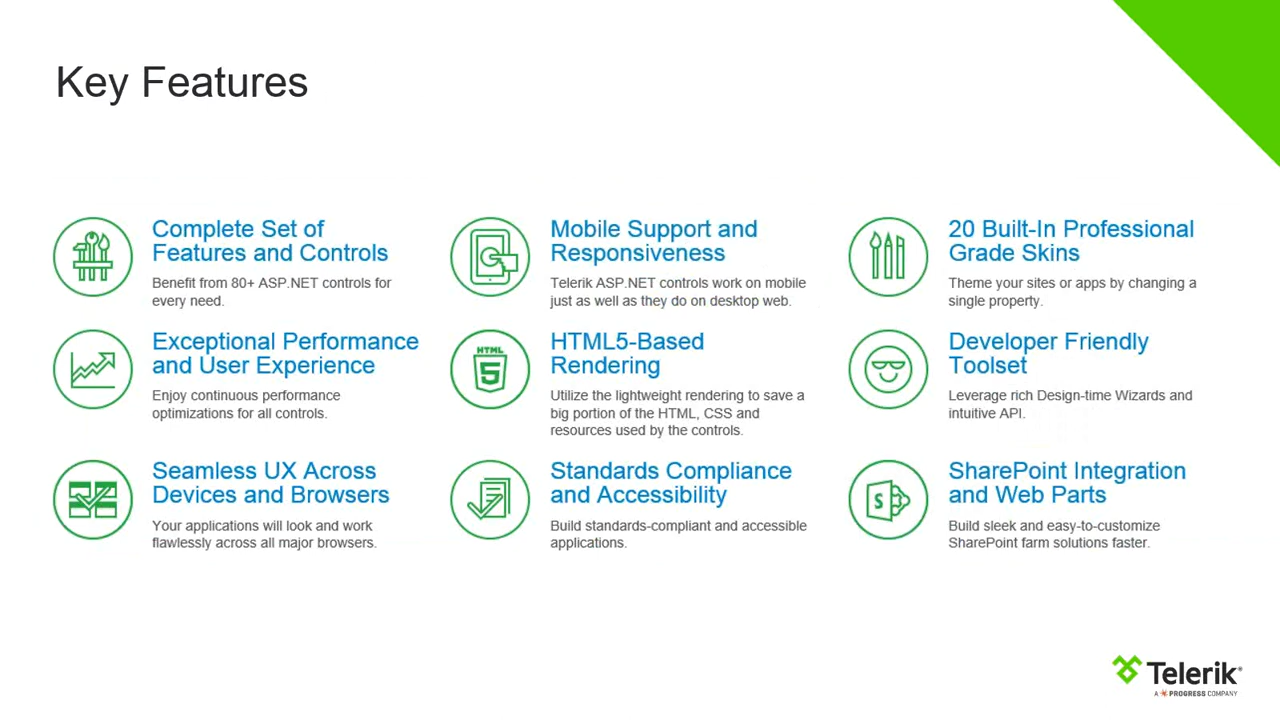 Key Features
Complete Set of
Features and Controls
Benefit from 80+ ASP.NET controls for
every need.
Mobile Support and
Responsiveness
Telerik ASP.NET controls work on mobile
just as well as they do on desktop web.
20 Built-In Professional
Grade Skins
Theme your sites or apps by changing a
single property.
Exceptional Performance
and User Experience
Enjoy continuous performance
optimizations for all controls.
HTML
5
HTML5-Based
Rendering
Utilize the lightweight rendering to save a
big portion of the HTML, CSS and
resources used by the controls.
Developer Friendly
Toolset
Leverage rich Design-time Wizards and
intuitive API.
Seamless UX Across
Devices and Browsers
Your applications will look and work
flawlessly across all major browsers.
Standards Compliance
and Accessibility
Build standards-compliant and accessible
applications.
S
SharePoint Integration
and Web Parts
Build sleek and easy-to-customize
SharePoint farm solutions faster.
Telerik®
A PROGRESS COMPANY